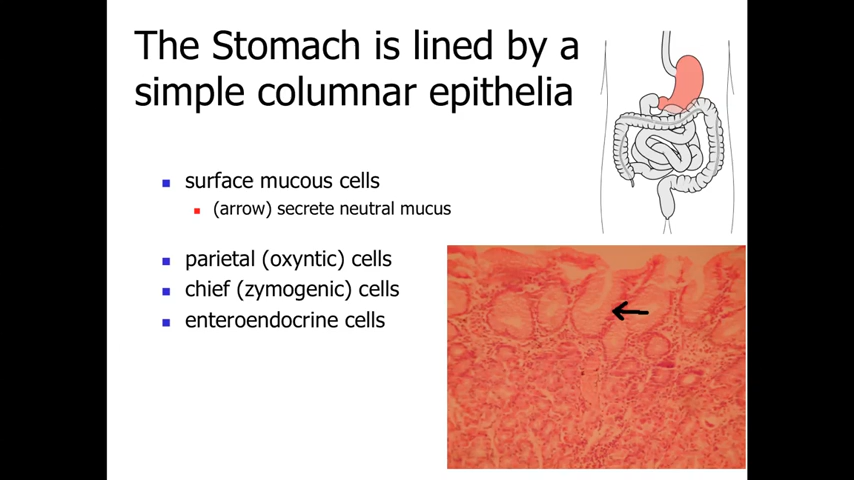 The Stomach is lined by a
simple columnar epithelia
surface mucous cells
(arrow) secrete neutral mucus
parietal (oxyntic) cells
chief (zymogenic) cells
enteroendocrine cells